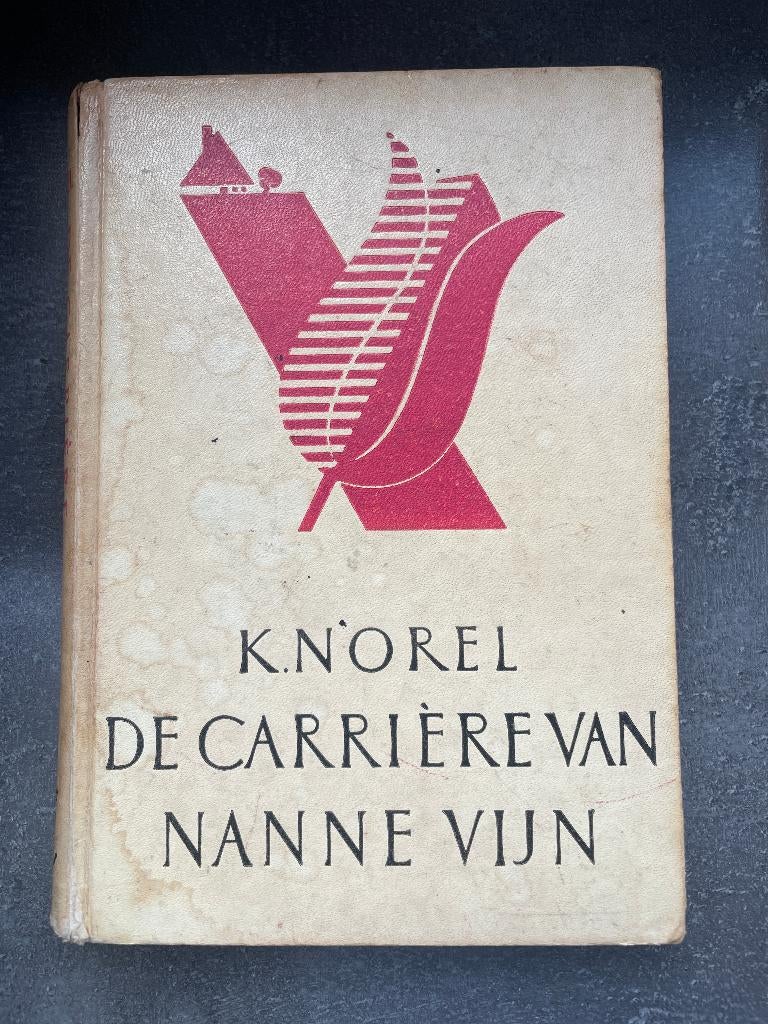 K. NOREL
DE CARRIÈRE VAN
NANNE VIJN